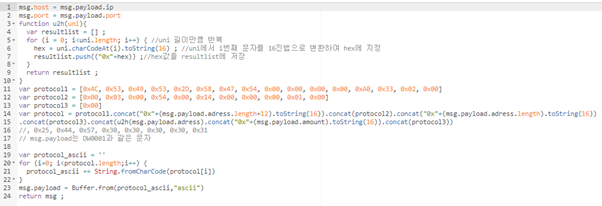 1 msg.host = msg.payload.ip
2 msg.port = msg.payload.port
3 function u2h(uni){
4 var resultlist = [] ;
5 for (i = 0; i<uni.length; i++) { //uni 길이만큼 반복
6 hex = uni.charCodeAt(i).toString(16) ; //uni에서 i번째 문자를 16진법으로 변환하여 hex에 지정
7 resultlist.push(("0x"+hex)) ;//hex값을 resultlist에 저장
8 }
9 return resultlist ;
10 }
11 var protocol1 = [0x4C, 0x53, 0x49, 0x53, 0x2D, 0x58, 0x47, 0x54, 0x00, 0x00, 0x00, 0x00, 0xA0, 0x33, 0x02, 0x00]
12 var protocol2 = [0x00, 0x03, 0x00, 0x54, 0x00, 0x14, 0x00, 0x00, 0x00, 0x01, 0x00]
13 var protocol3 = [0x00]
14 var protocol = protocol1.concat("0x"+(msg.payload.adress.length+12).toString(16)).concat(protocol2).concat("0x"+(msg.payload.adress.length).toString(16))
15 .concat(protocol3).concat(u2h(msg.payload.adress).concat("0x"+(msg.payload.amount).toString(16)).concat(protocol3))
16 //, 0x25, 0x44, 0x57, 0x30, 0x30, 0x30, 0x30, 0x31
17 // msg.payload는 DW0001과 같은 문자
18
19 var protocol_ascii = ''
20 for (i=0; i<protocol.length;i++) {
21 protocol_ascii += String.fromCharCode(protocol[i])
22 }
23 msg.payload = Buffer.from(protocol_ascii,"ascii")
24 return msg ;